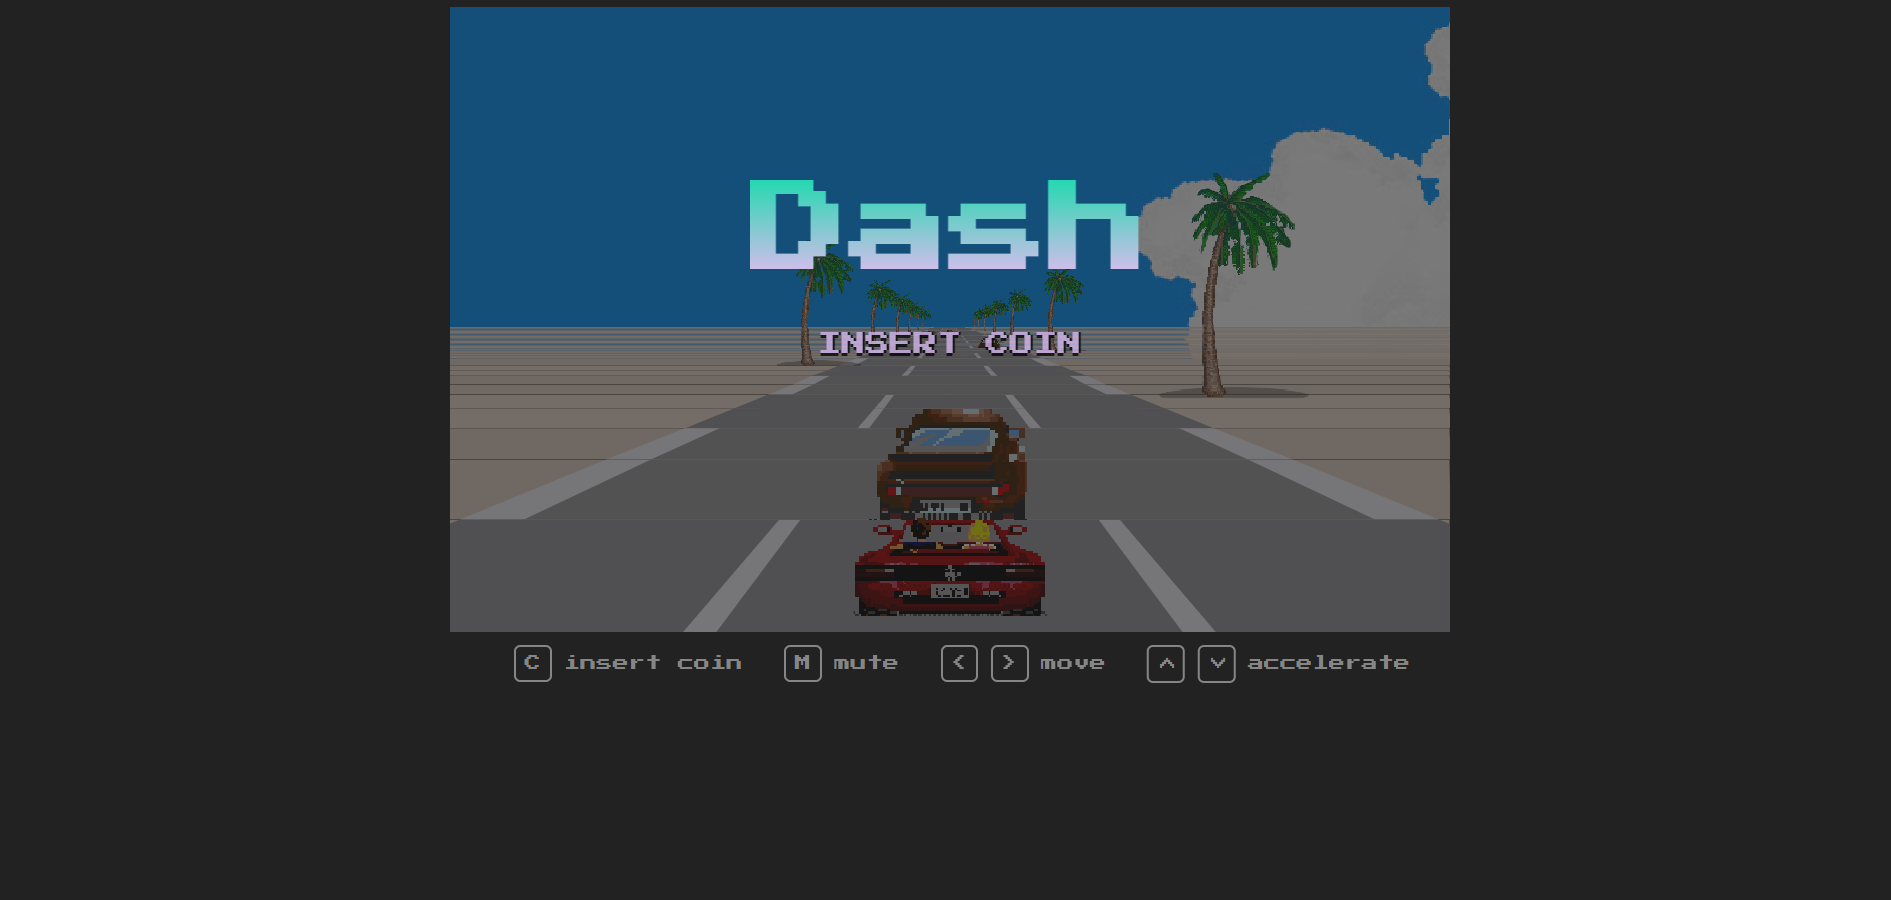 Dash
INSERT COIN
C insert coin M mute < > move ^ v accelerate